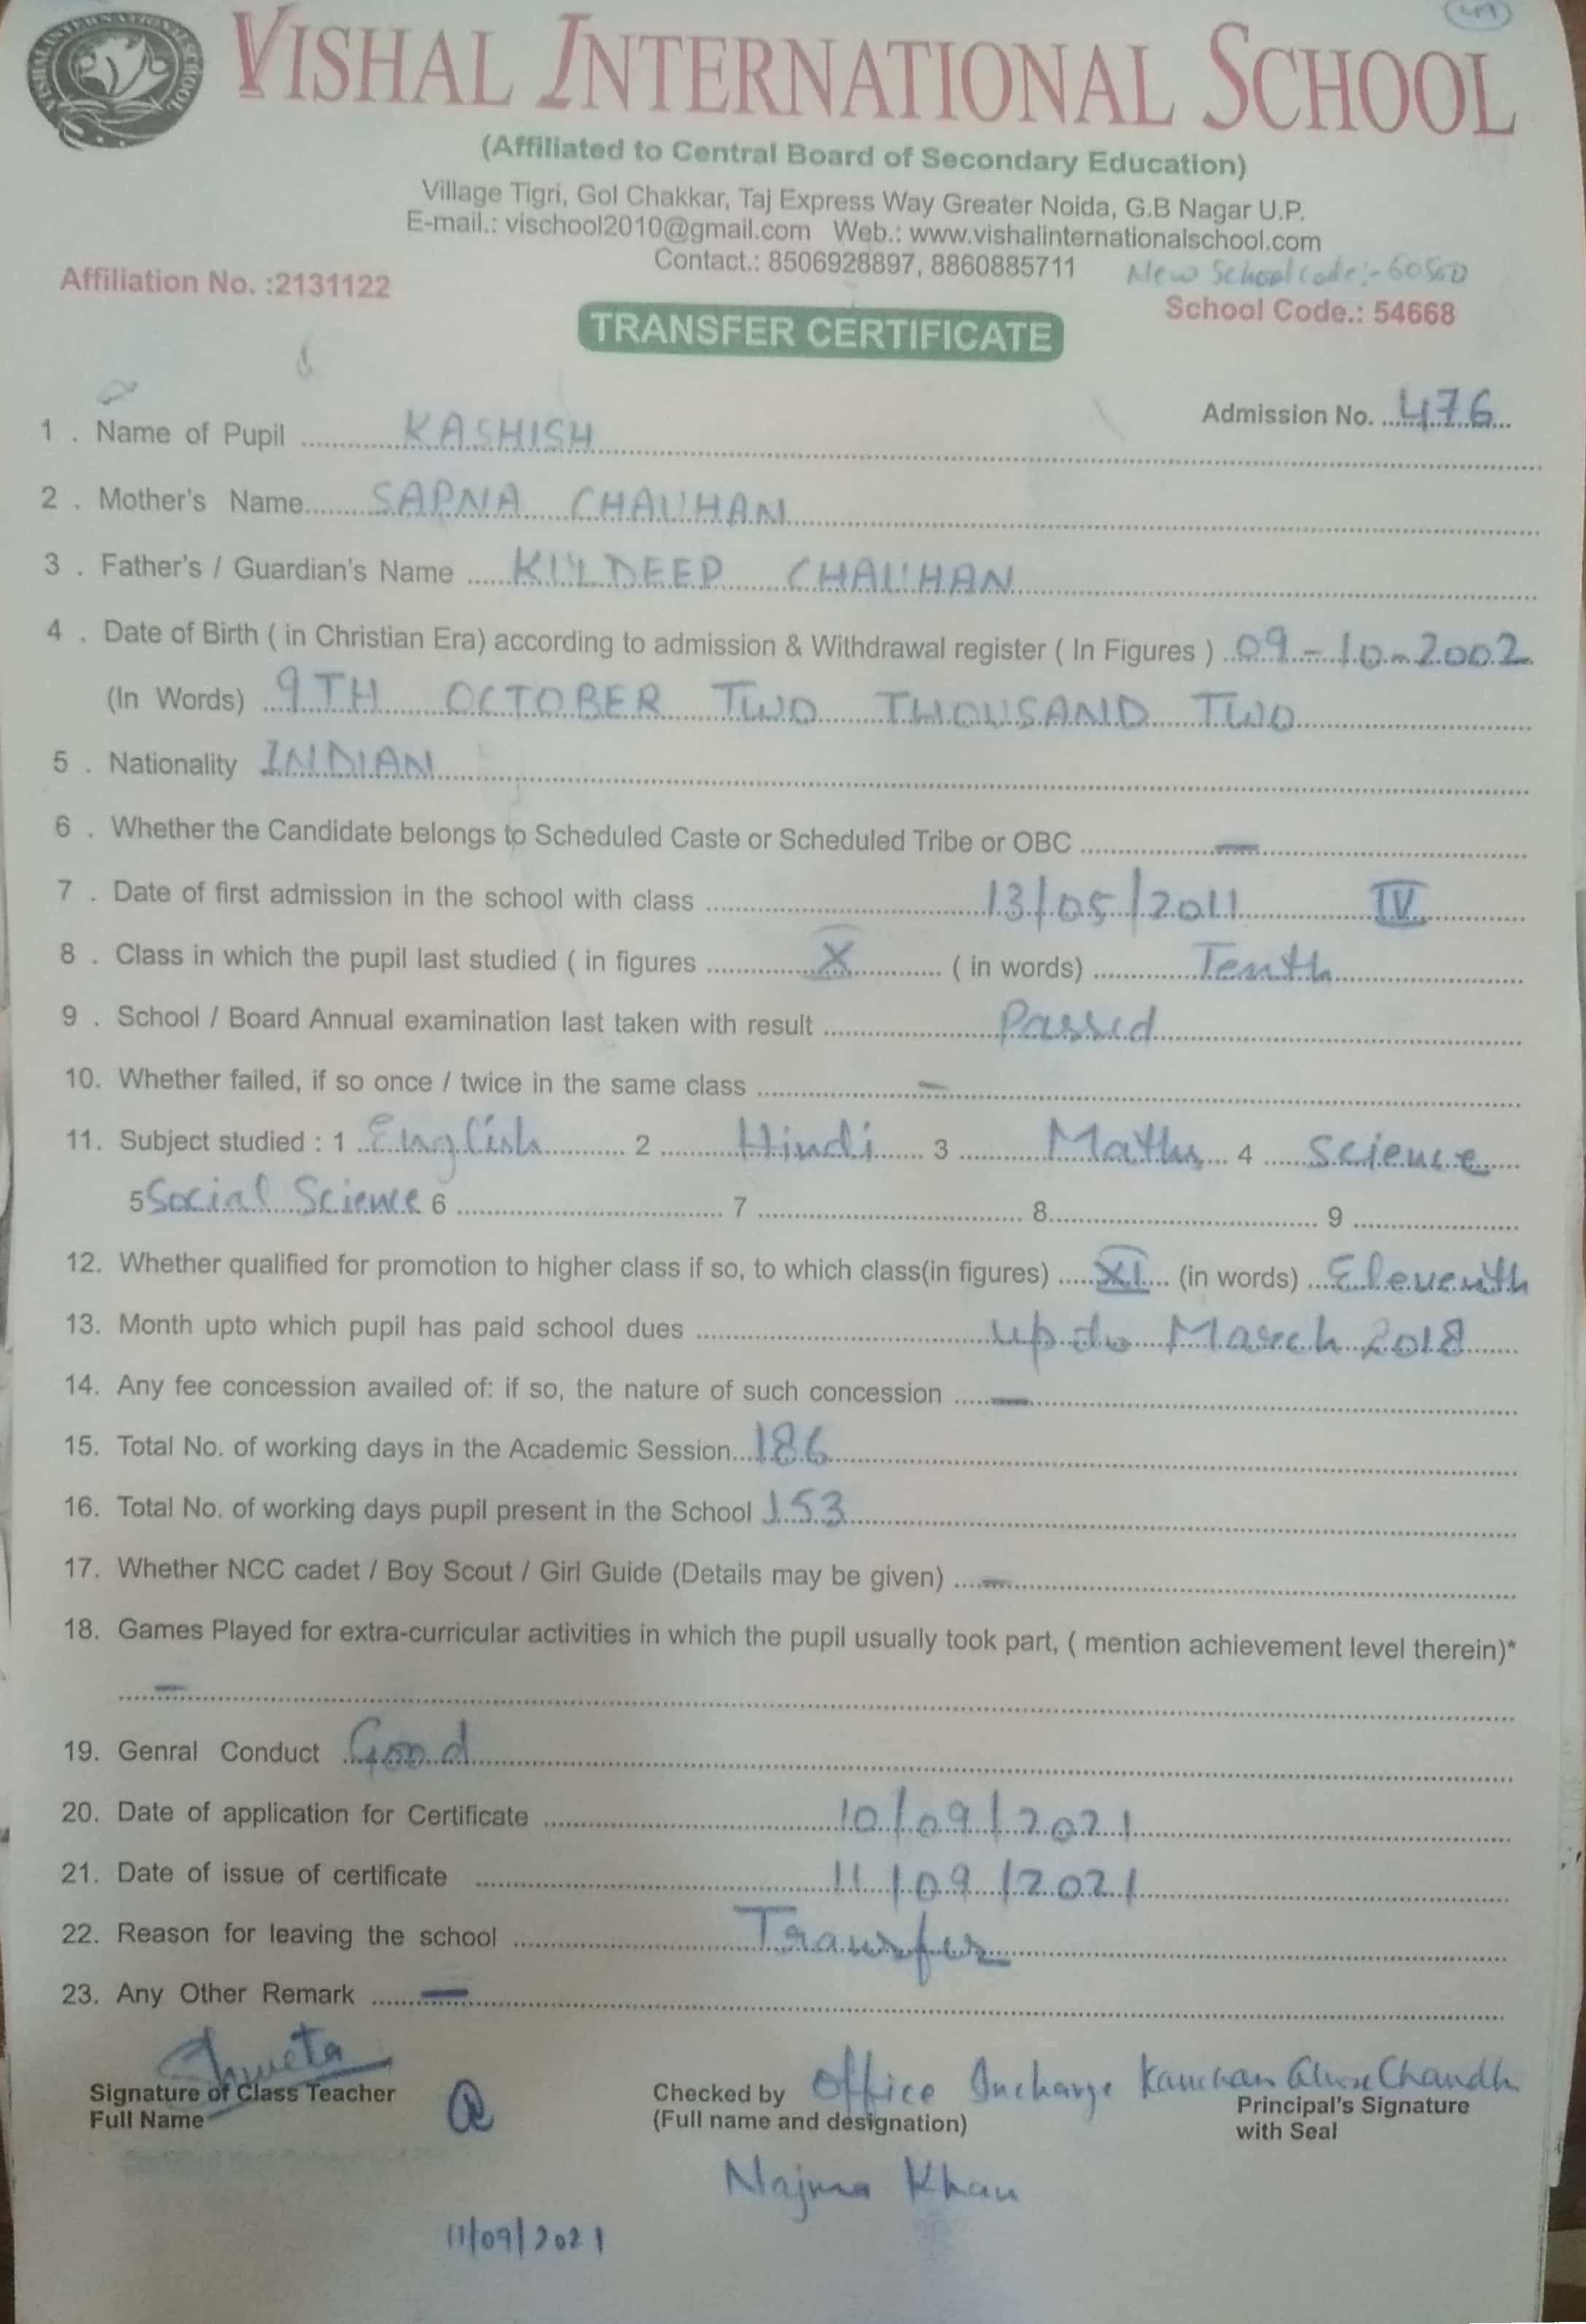 VISHAL INTERNATIONAL SCHOOL
(Affiliated to Central Board of Secondary Education)
Village Tigri, Gol Chakkar, Taj Express Way Greater Noida, G.B Nagar U.P.
E-mail.: vischool2010@gmail.com Web.: www.vishalinternationalschool.com
Contact.: 8506928897, 8860885711
New School code:- 60500
Affiliation No. :2131122
School Code.: 54668
TRANSFER CERTIFICATE
Admission No. 476
1 . Name of Pupil KASHISH
2 . Mother's Name SAPNA CHAUHAN
3 . Father's / Guardian's Name KULDEEP CHAUHAN
4 . Date of Birth ( in Christian Era) according to admission & Withdrawal register ( In Figures ) 09-10-2002
(In Words) 9TH OCTOBER TWO THOUSAND TWO
5 . Nationality INDIAN
6 . Whether the Candidate belongs to Scheduled Caste or Scheduled Tribe or OBC —
7 . Date of first admission in the school with class 13/05/2011 IV
8 . Class in which the pupil last studied ( in figures X ( in words) Tenth
9 . School / Board Annual examination last taken with result Passed
10. Whether failed, if so once / twice in the same class —
11. Subject studied : 1 English 2 Hindi 3 Maths 4 Science
5 Social Science 6 7 8 9
12. Whether qualified for promotion to higher class if so, to which class(in figures) XI (in words) Eleventh
13. Month upto which pupil has paid school dues up to March 2018
14. Any fee concession availed of: if so, the nature of such concession —
15. Total No. of working days in the Academic Session 186
16. Total No. of working days pupil present in the School 153
17. Whether NCC cadet / Boy Scout / Girl Guide (Details may be given) —
18. Games Played for extra-curricular activities in which the pupil usually took part, ( mention achievement level therein)*
—
19. Genral Conduct Good
20. Date of application for Certificate 10/09/2021
21. Date of issue of certificate 11/09/2021
22. Reason for leaving the school Transfer
23. Any Other Remark —
Shweta
Signature of Class Teacher
Full Name
Checked by Office Incharge
(Full name and designation)
Najma Khan
Kanchan
Principal's Signature
with Seal
11/09/2021